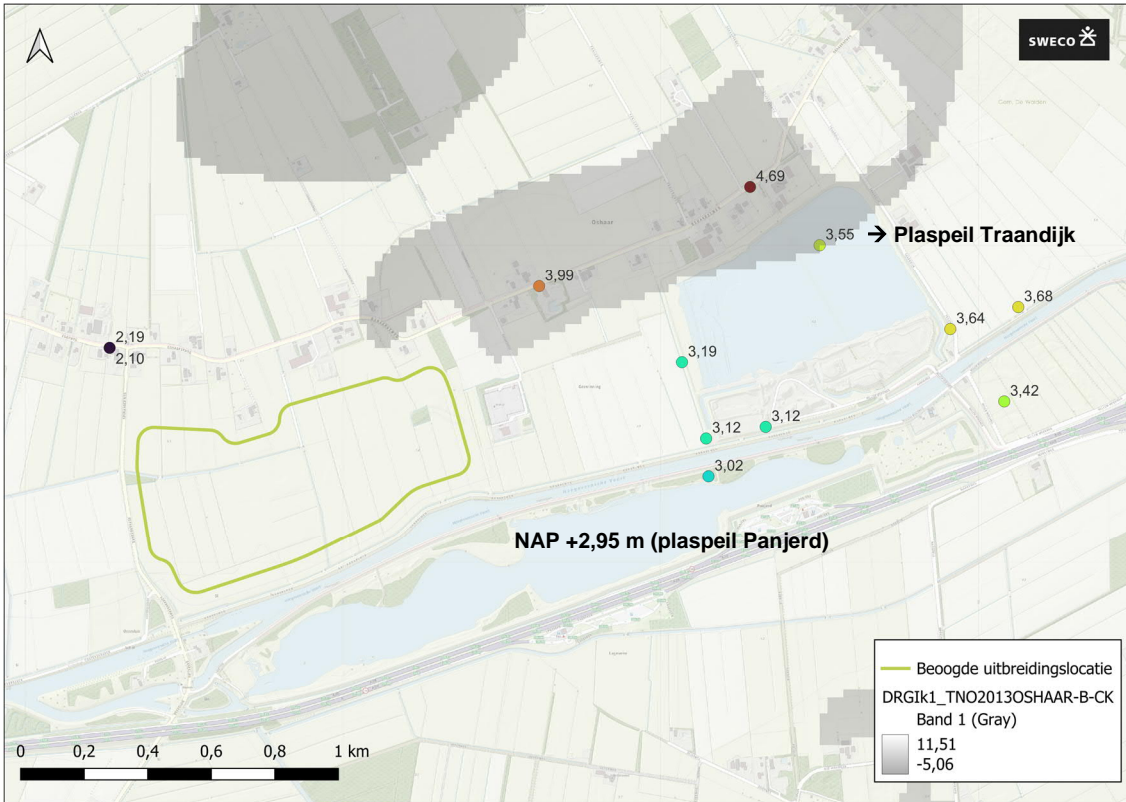 SWECO
4,69
3,55 → Plaspeil Traandijk
3,99
3,68
3,64
2,19
2,10
3,19
3,42
3,12
3,12
3,02
NAP +2,95 m (plaspeil Panjerd)
Beoogde uitbreidingslocatie
DRGIk1_TNO2013OSHAAR-B-CK
Band 1 (Gray)
11,51
-5,06
0 0,2 0,4 0,6 0,8 1 km